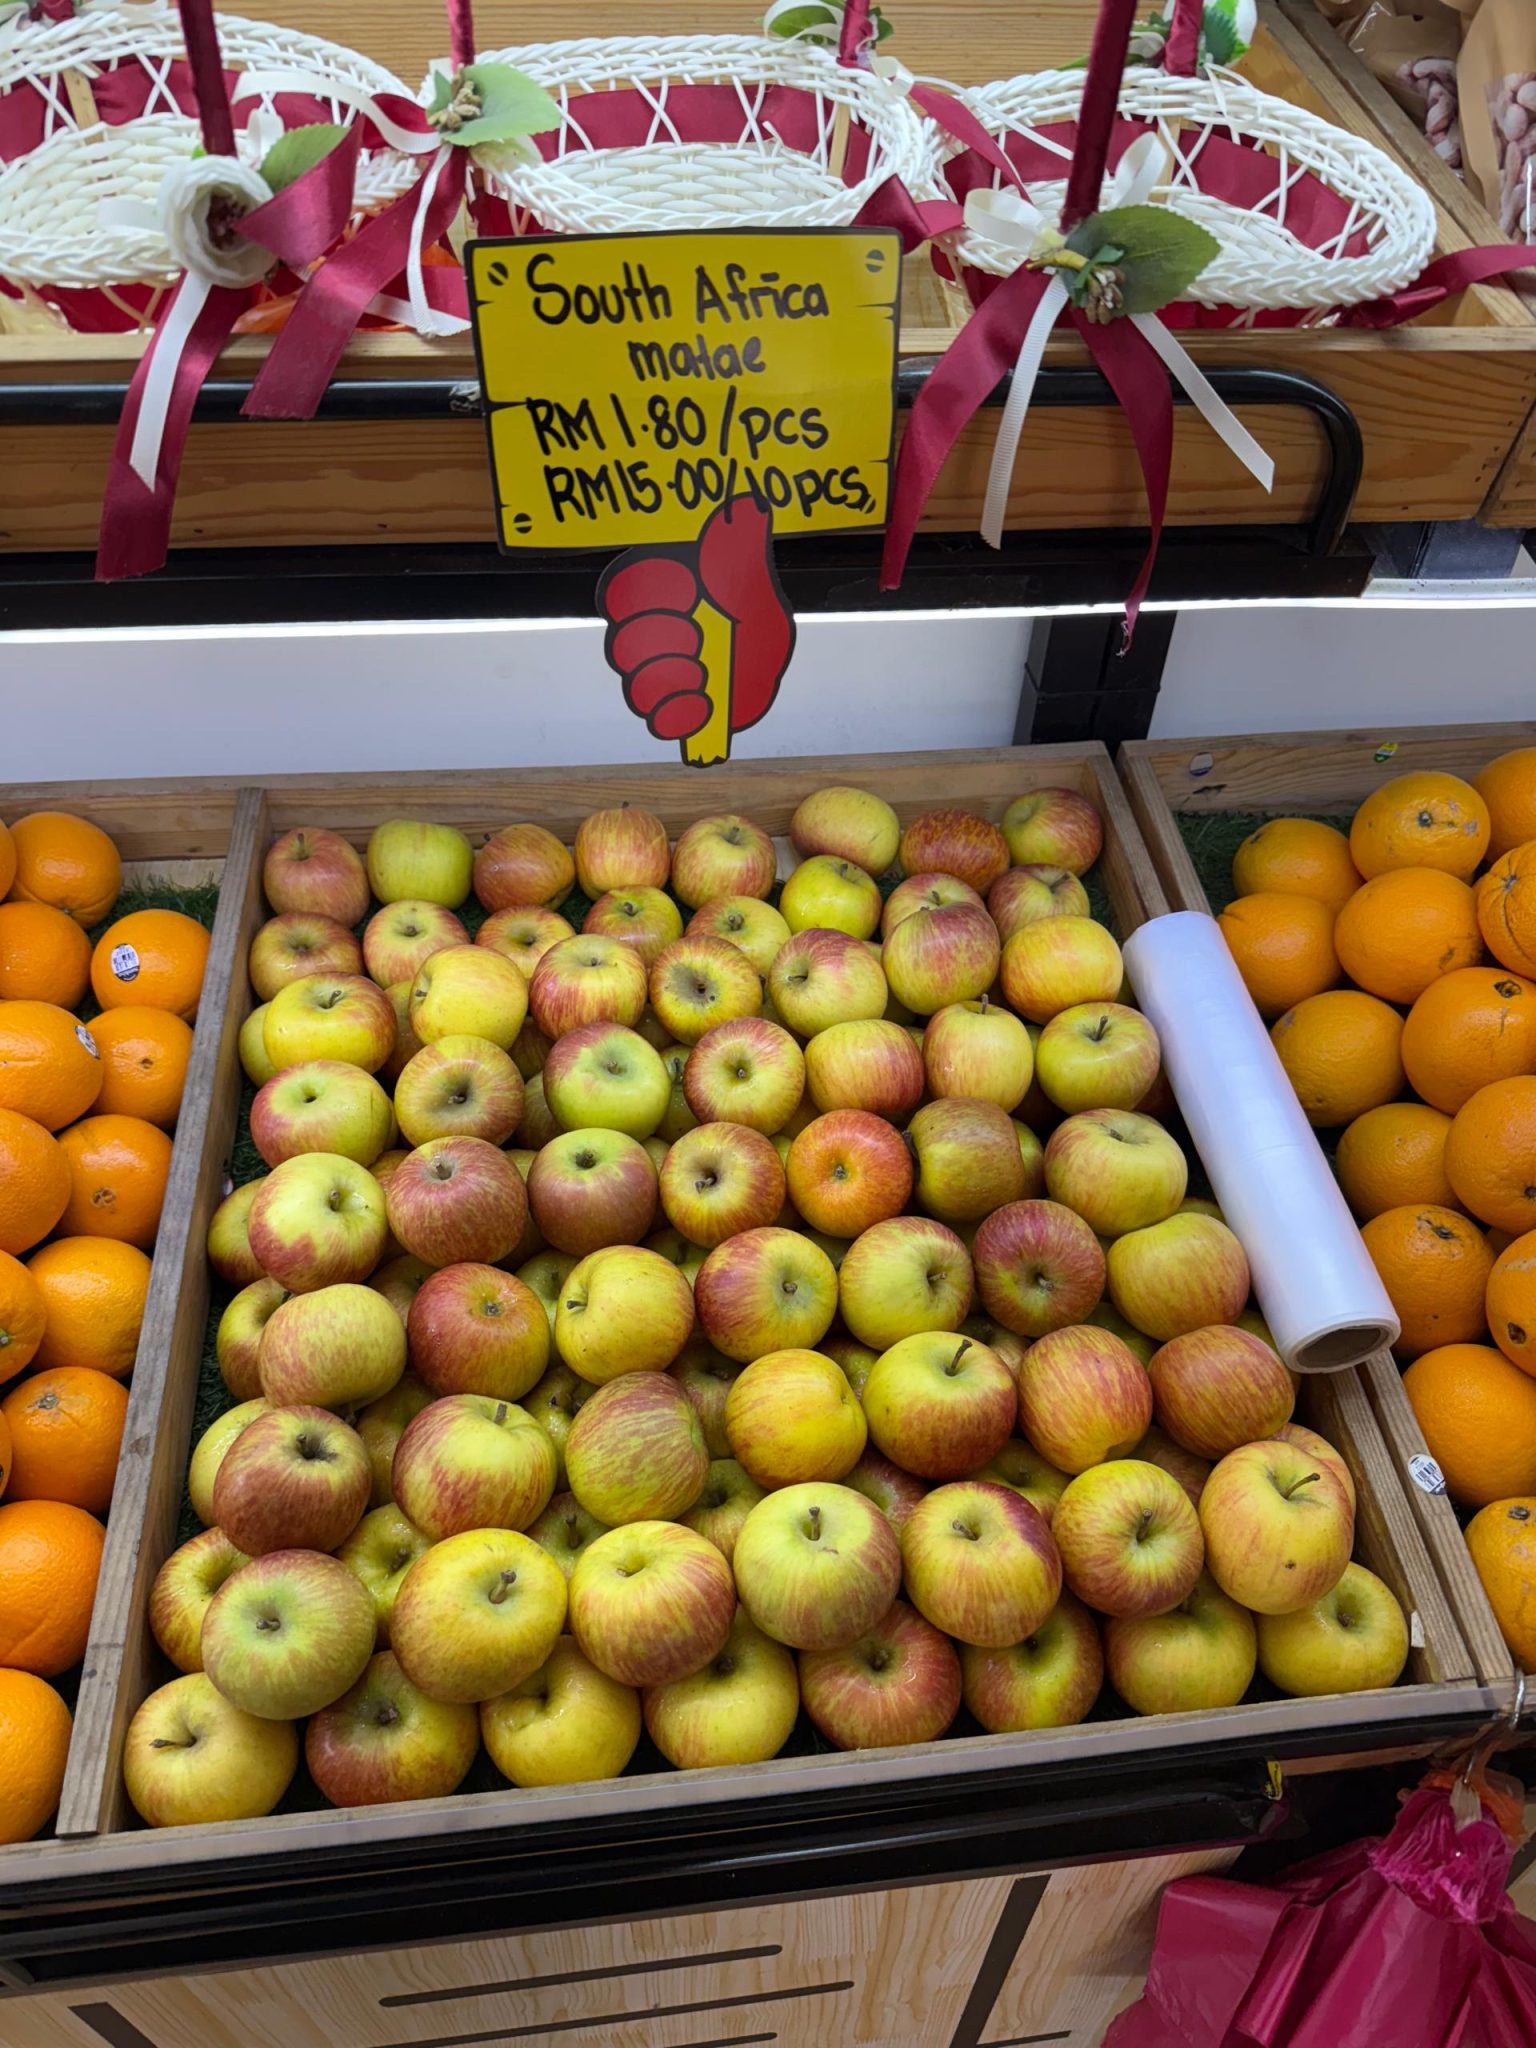 South Africa
matae
RM 1.80/pcs
RM15.00/10pcs